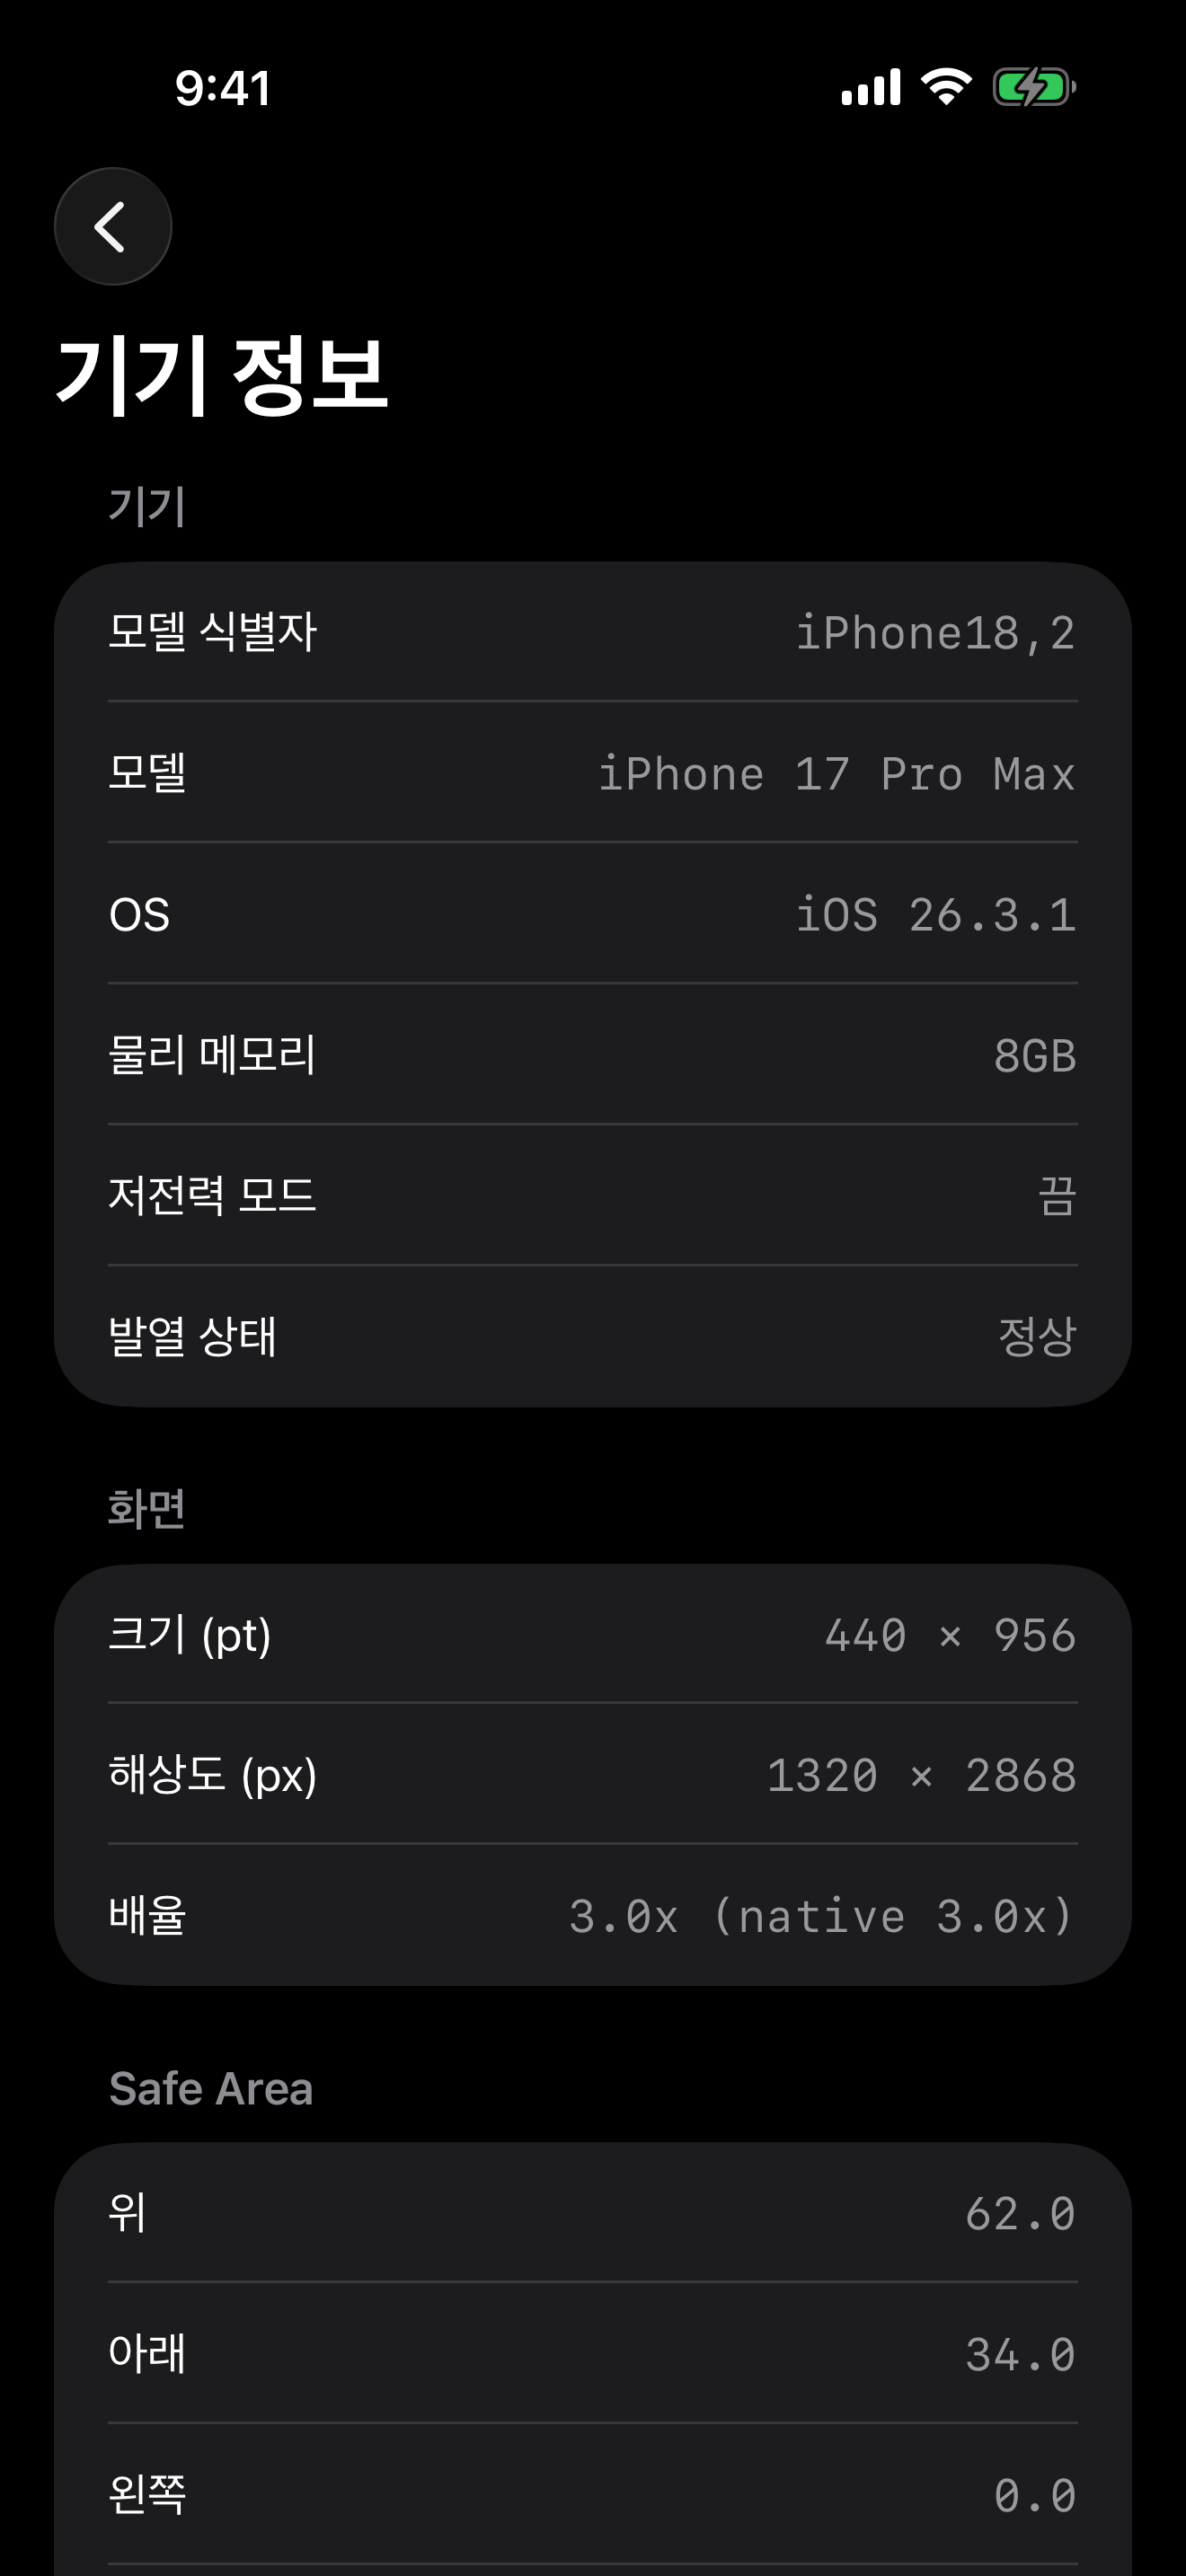 9:41
기기 정보
기기
모델 식별자 iPhone18,2
모델 iPhone 17 Pro Max
OS iOS 26.3.1
물리 메모리 8GB
저전력 모드 끔
발열 상태 정상
화면
크기 (pt) 440 × 956
해상도 (px) 1320 × 2868
배율 3.0x (native 3.0x)
Safe Area
위 62.0
아래 34.0
왼쪽 0.0